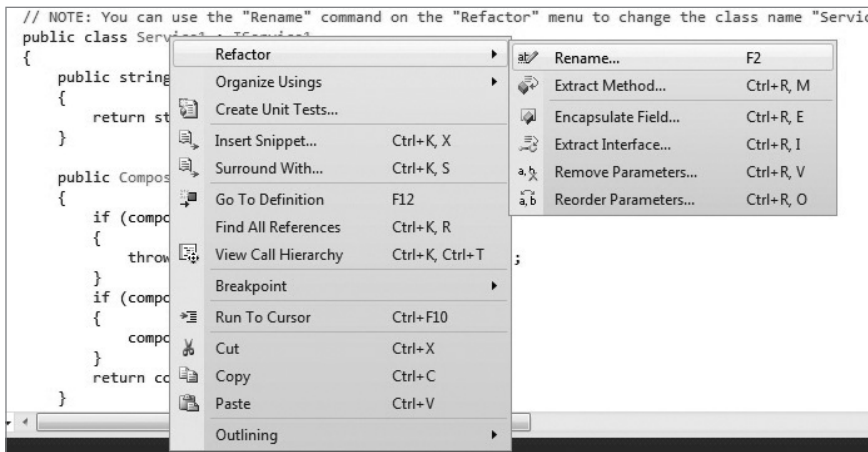 // NOTE: You can use the "Rename" command on the "Refactor" menu to change the class name "Servic
public class Service1 : IService1
{
public string
{
return st
}
public Compos
{
if (compo
{
throw
;
}
if (compo
{
compo
}
return co
}
Refactor
Organize Usings
Create Unit Tests...
Insert Snippet... Ctrl+K, X
Surround With... Ctrl+K, S
Go To Definition F12
Find All References Ctrl+K, R
View Call Hierarchy Ctrl+K, Ctrl+T
Breakpoint
Run To Cursor Ctrl+F10
Cut Ctrl+X
Copy Ctrl+C
Paste Ctrl+V
Outlining
Rename... F2
Extract Method... Ctrl+R, M
Encapsulate Field... Ctrl+R, E
Extract Interface... Ctrl+R, I
Remove Parameters... Ctrl+R, V
Reorder Parameters... Ctrl+R, O